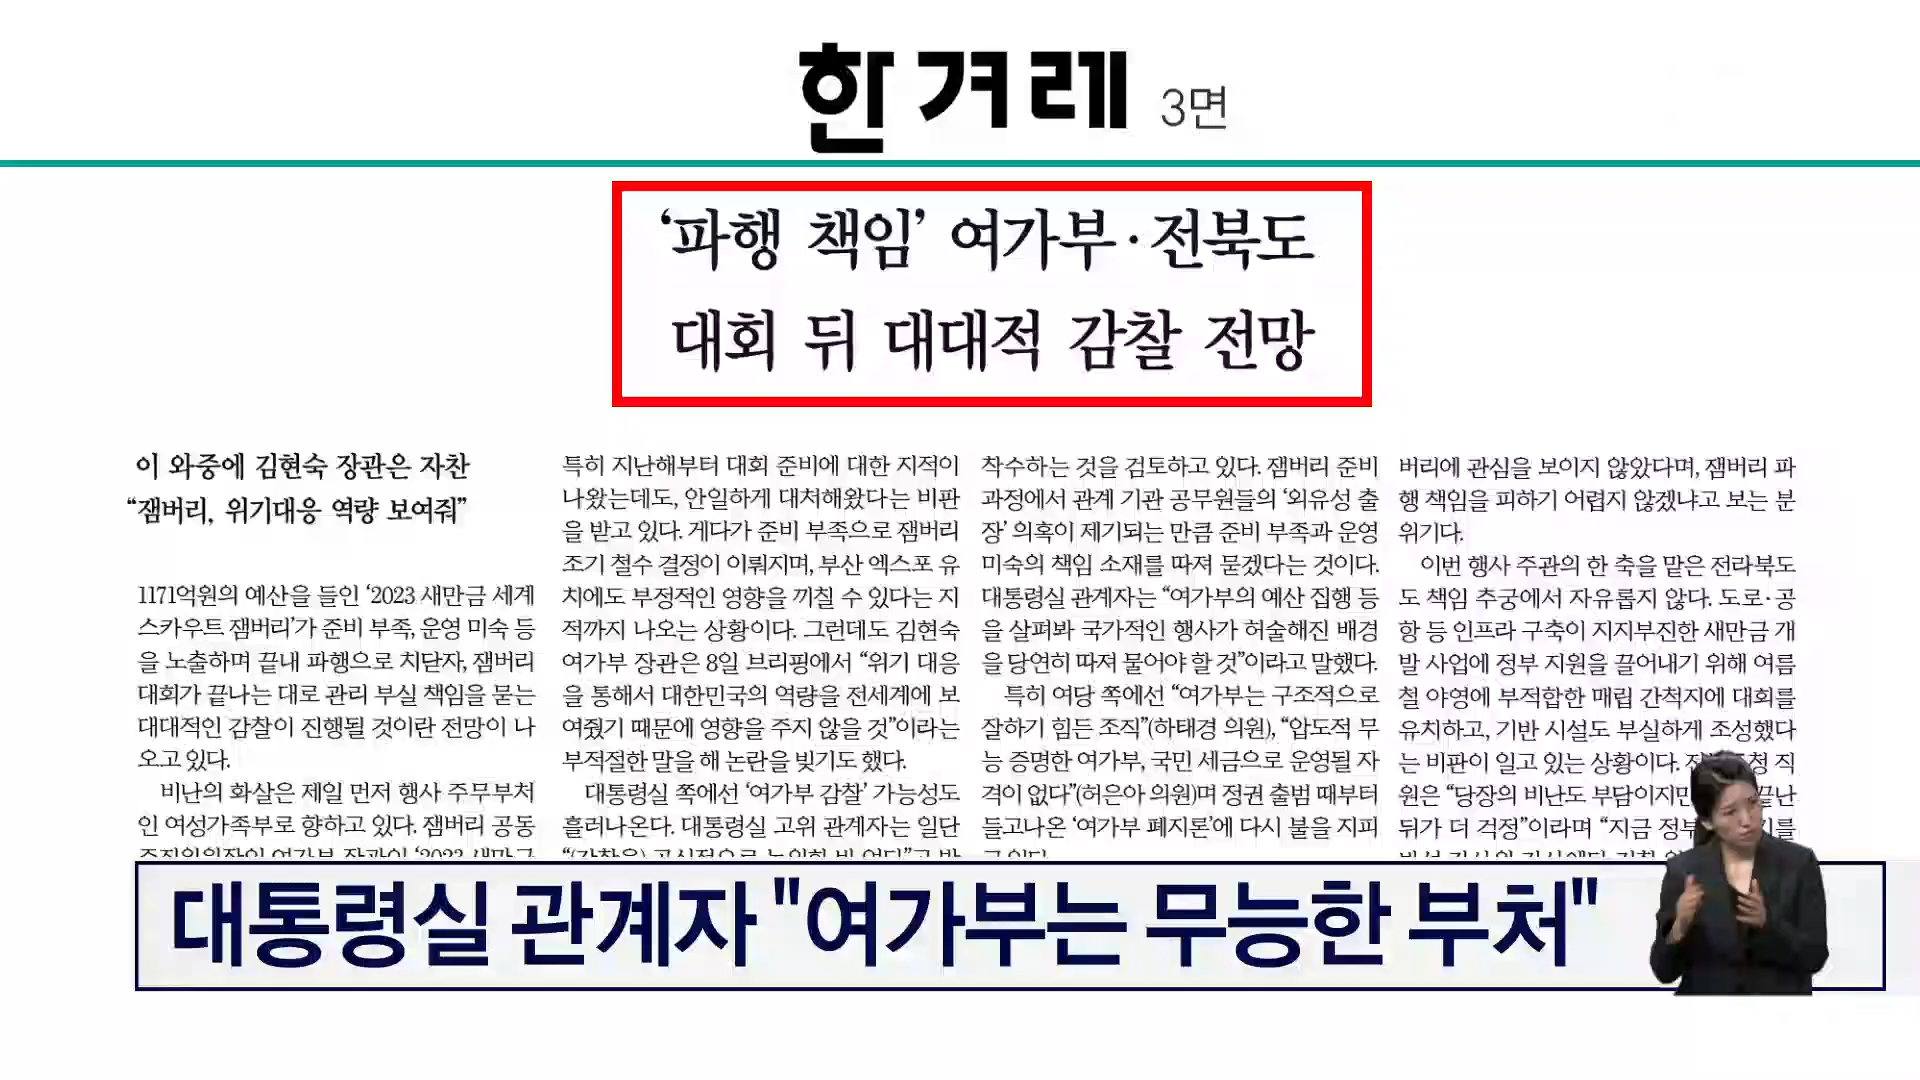 한겨레 3면
‘파행 책임’ 여가부·전북도
대회 뒤 대대적 감찰 전망
이 와중에 김현숙 장관은 자찬
“잼버리, 위기대응 역량 보여줘”
1171억원의 예산을 들인 ‘2023 새만금 세계
스카우트 잼버리’가 준비 부족, 운영 미숙 등
을 노출하며 끝내 파행으로 치닫자, 잼버리
대회가 끝나는 대로 관리 부실 책임을 묻는
대대적인 감찰이 진행될 것이란 전망이 나
오고 있다.
비난의 화살은 제일 먼저 행사 주무부처
인 여성가족부로 향하고 있다. 잼버리 공동
특히 지난해부터 대회 준비에 대한 지적이
나왔는데도, 안일하게 대처해왔다는 비판
을 받고 있다. 게다가 준비 부족으로 잼버리
조기 철수 결정이 이뤄지며, 부산 엑스포 유
치에도 부정적인 영향을 끼칠 수 있다는 지
적까지 나오는 상황이다. 그런데도 김현숙
여가부 장관은 8일 브리핑에서 “위기 대응
을 통해서 대한민국의 역량을 전세계에 보
여줬기 때문에 영향을 주지 않을 것”이라는
부적절한 말을 해 논란을 빚기도 했다.
대통령실 쪽에선 ‘여가부 감찰’ 가능성도
흘러나온다. 대통령실 고위 관계자는 일단
착수하는 것을 검토하고 있다. 잼버리 준비
과정에서 관계 기관 공무원들의 ‘외유성 출
장’ 의혹이 제기되는 만큼 준비 부족과 운영
미숙의 책임 소재를 따져 묻겠다는 것이다.
대통령실 관계자는 “여가부의 예산 집행 등
을 살펴봐 국가적인 행사가 허술해진 배경
을 당연히 따져 물어야 할 것”이라고 말했다.
특히 여당 쪽에선 “여가부는 구조적으로
잘하기 힘든 조직”(하태경 의원), “압도적 무
능 증명한 여가부, 국민 세금으로 운영될 자
격이 없다”(허은아 의원)며 정권 출범 때부터
들고나온 ‘여가부 폐지론’에 다시 불을 지피
버리에 관심을 보이지 않았다며, 잼버리 파
행 책임을 피하기 어렵지 않겠냐고 보는 분
위기다.
이번 행사 주관의 한 축을 맡은 전라북도
도 책임 추궁에서 자유롭지 않다. 도로·공
항 등 인프라 구축이 지지부진한 새만금 개
발 사업에 정부 지원을 끌어내기 위해 여름
철 야영에 부적합한 매립 간척지에 대회를
유치하고, 기반 시설도 부실하게 조성했다
는 비판이 일고 있는 상황이다. 직
원은 “당장의 비난도 부담이지만 끝난
뒤가 더 걱정”이라며 “지금 를
대통령실 관계자 "여가부는 무능한 부처"